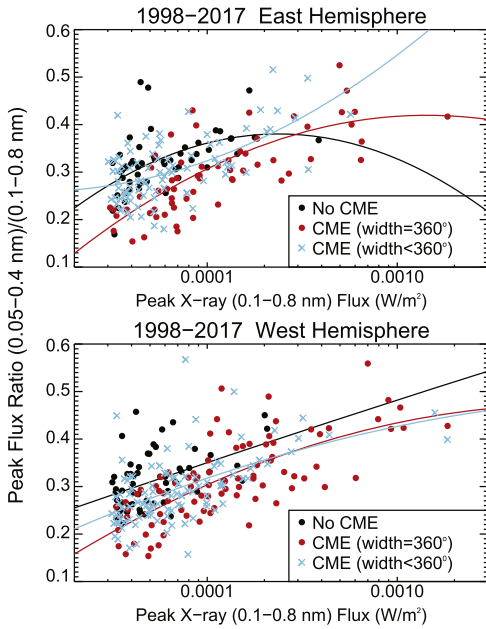 1998−2017 East Hemisphere
0.6
0.5
0.4
0.3
0.2
0.1
No CME
CME (width=360°)
CME (width<360°)
0.0001
0.0010
Peak X−ray (0.1−0.8 nm) Flux (W/m²)
Peak Flux Ratio (0.05−0.4 nm)/(0.1−0.8 nm)
1998−2017 West Hemisphere
0.6
0.5
0.4
0.3
0.2
0.1
No CME
CME (width=360°)
CME (width<360°)
0.0001
0.0010
Peak X−ray (0.1−0.8 nm) Flux (W/m²)